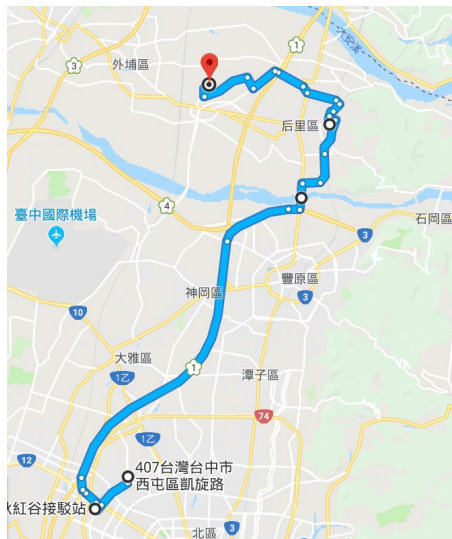 1
大安溪
3
外埔區
后里區
4
臺中國際機場
石岡區
3
神岡區
豐原區
3
10
大雅區
1乙
1
潭子區
74
1乙
12
407台灣台中市
西屯區凱旋路
秋紅谷接駁站
北區
3